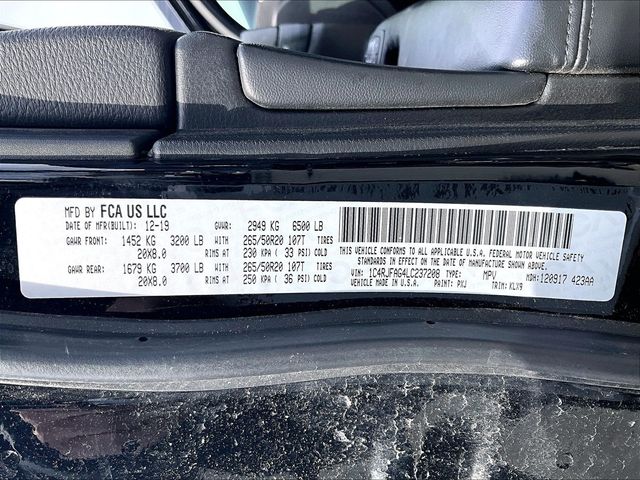 MFD BY FCA US LLC
DATE OF MFR(BUILT) 12-19 GVWR: 2949 KG 6500 LB
GAWR FRONT: 1452 KG 3200 LB WITH 265/50R20 107T TIRES
20X8.0 RIMS AT 230 KPA ( 33 PSI) COLD
GAWR REAR: 1679 KG 3700 LB WITH 265/50R20 107T TIRES
20X8.0 RIMS AT 250 KPA ( 36 PSI) COLD
THIS VEHICLE CONFORMS TO ALL APPLICABLE U.S.A. FEDERAL MOTOR VEHICLE SAFETY
STANDARDS IN EFFECT ON THE DATE OF MANUFACTURE SHOWN ABOVE.
VIN: 1C4RJFAG4LC237208 TYPE: MPV MDH: 120917 423AA
VEHICLE MADE IN U.S.A. PAINT: PXJ TRIM: KLX9